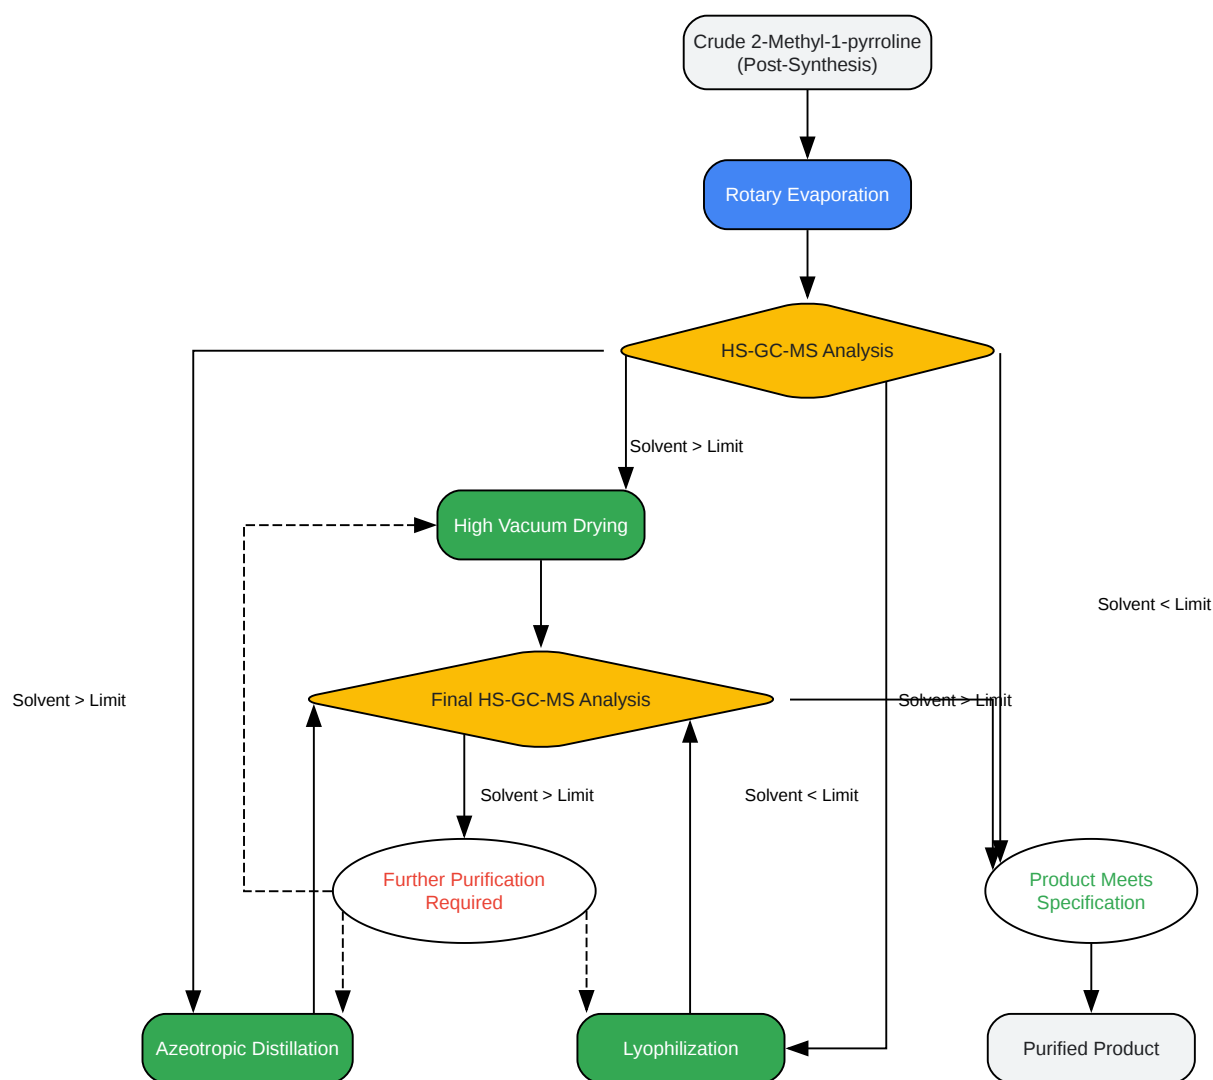 Crude 2-Methyl-1-pyrroline
(Post-Synthesis)
Rotary Evaporation
HS-GC-MS Analysis
Solvent > Limit
High Vacuum Drying
Solvent < Limit
Solvent > Limit
Final HS-GC-MS Analysis
Solvent > Limit
Solvent > Limit
Solvent < Limit
Further Purification
Required
Product Meets
Specification
Azeotropic Distillation
Lyophilization
Purified Product